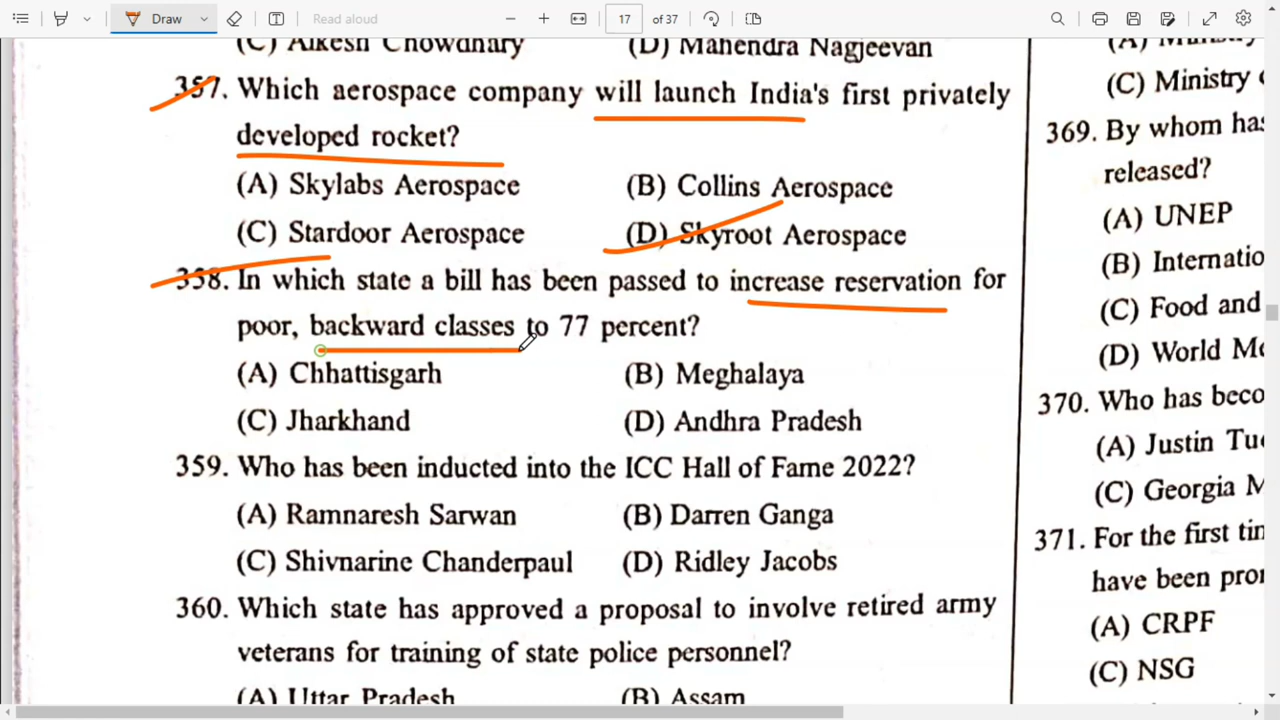 Draw
Read aloud
17 of 37
(C) Alkesh Chowdhary (D) Mahendra Nagjeevan
357. Which aerospace company will launch India's first privately
developed rocket?
(A) Skylabs Aerospace (B) Collins Aerospace
(C) Stardoor Aerospace (D) Skyroot Aerospace
358. In which state a bill has been passed to increase reservation for
poor, backward classes to 77 percent?
(A) Chhattisgarh (B) Meghalaya
(C) Jharkhand (D) Andhra Pradesh
359. Who has been inducted into the ICC Hall of Fame 2022?
(A) Ramnaresh Sarwan (B) Darren Ganga
(C) Shivnarine Chanderpaul (D) Ridley Jacobs
360. Which state has approved a proposal to involve retired army
veterans for training of state police personnel?
(A) Uttar Pradesh (B) Assam
(C) Ministry
369. By whom has
released?
(A) UNEP
(B) Internatio
(C) Food and
(D) World Me
370. Who has beco
(A) Justin Tu
(C) Georgia M
371. For the first tim
have been pro
(A) CRPF
(C) NSG